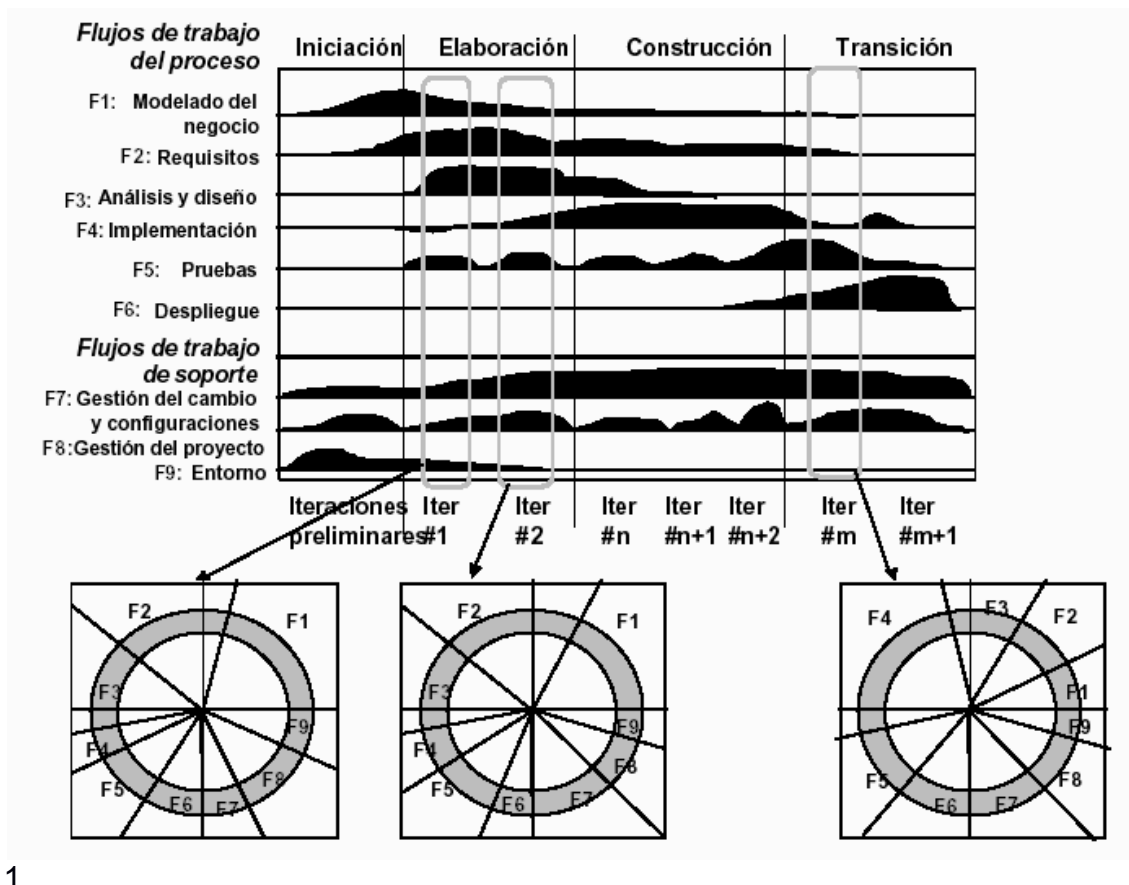 Flujos de trabajo
del proceso
Iniciación Elaboración Construcción Transición
F1: Modelado del
negocio
F2: Requisitos
F3: Análisis y diseño
F4: Implementación
F5: Pruebas
F6: Despliegue
Flujos de trabajo
de soporte
F7: Gestión del cambio
y configuraciones
F8:Gestión del proyecto
F9: Entorno
Iteraciones Iter Iter Iter Iter Iter Iter Iter
preliminares #1 #2 #n #n+1 #n+2 #m #m+1
F2 F1
F3 F9
F4 F8
F5 F6 F7
F2 F1
F3 F9
F4 F8
F5 F6 F7
F4 F3 F2
F1
F9
F5 F8
F6 F7
1